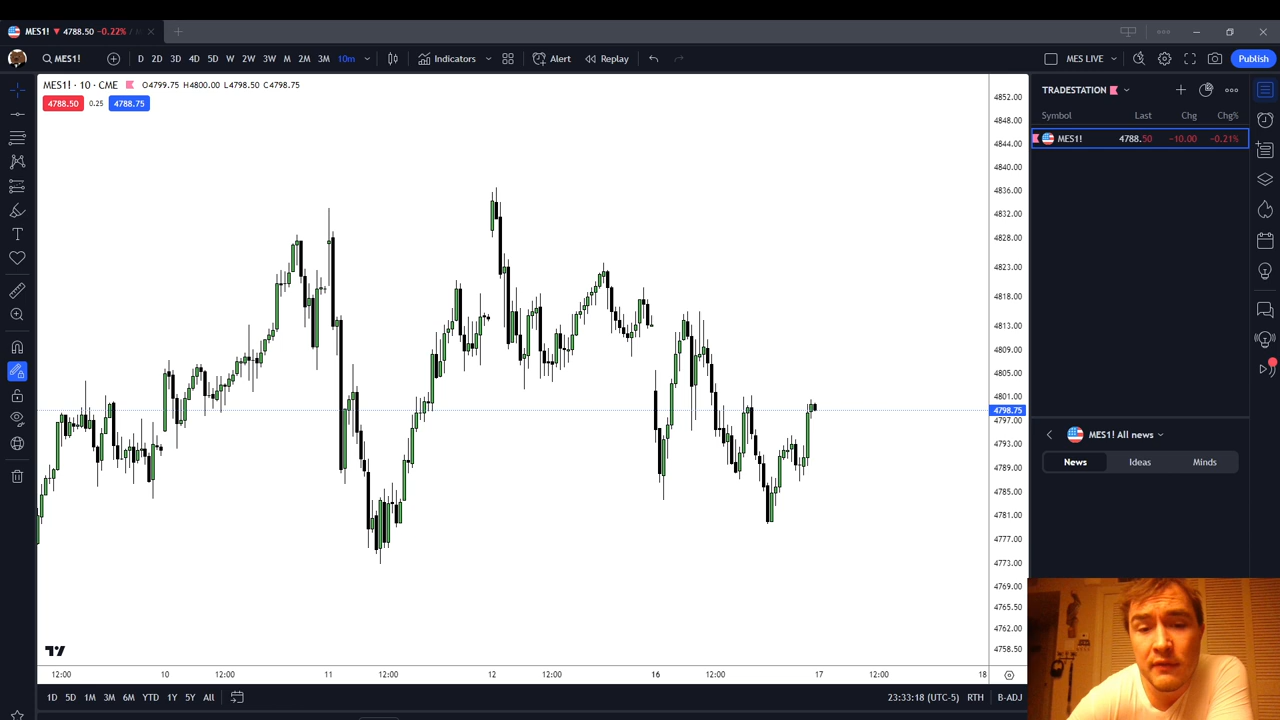 MES1! 4788.50 −0.22% /
MES1! D 2D 3D 4D 5D W 2W 3W M 2M 3M 10m Indicators Alert Replay MES LIVE Publish
MES1! · 10 · CME O4799.75 H4800.00 L4798.50 C4798.75
4788.50 0.25 4788.75
TRADESTATION
Symbol Last Chg Chg%
MES1! 4788.50 −10.00 −0.21%
4852.00
4848.00
4844.00
4840.00
4836.00
4832.00
4828.00
4823.00
4818.00
4813.00
4809.00
4805.00
4801.00
4798.75
4797.00
4793.00
4789.00
4785.00
4781.00
4777.00
4773.00
4769.00
4765.50
4762.00
4758.50
MES1! All news
News Ideas Minds
12:00 10 12:00 11 12:00 12 12:00 16 12:00 17 12:00 18
1D 5D 1M 3M 6M YTD 1Y 5Y All 23:33:18 (UTC-5) RTH B-ADJ